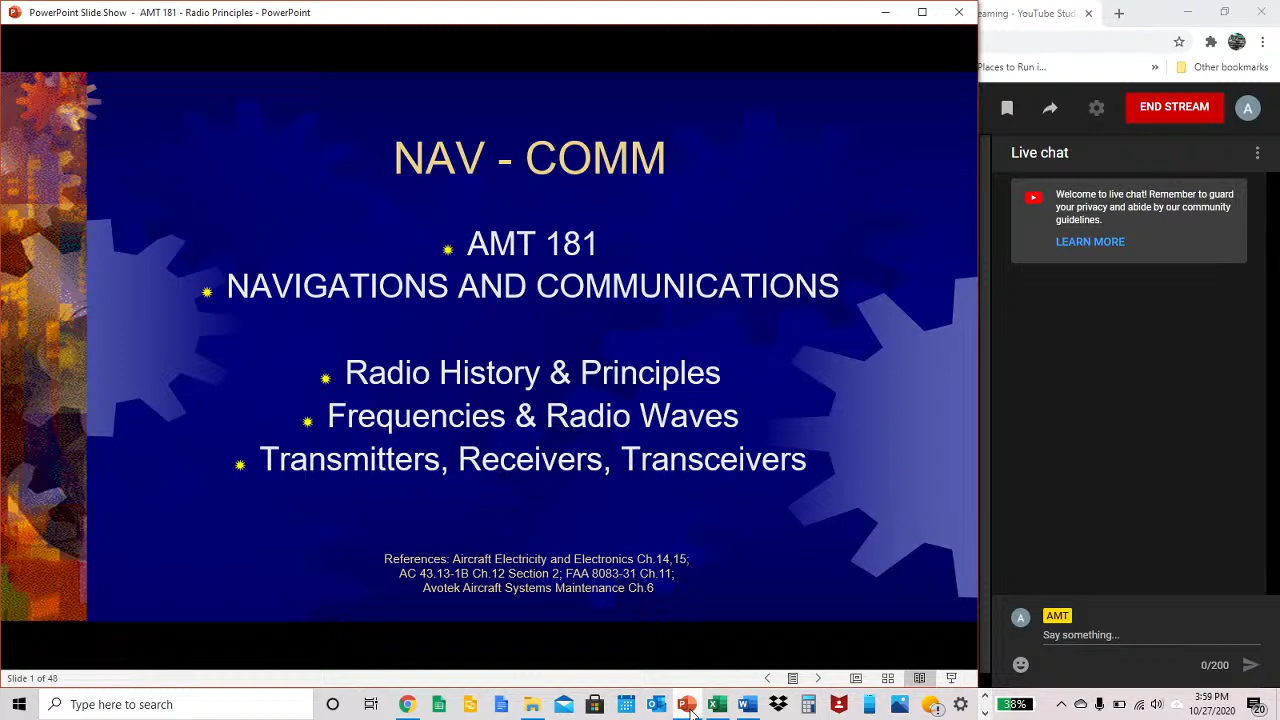 PowerPoint Slide Show - AMT 181 - Radio Principles - PowerPoint
eaming - YouTube Stud
Places to Run i...
»
Other bookmarks
END STREAM
A
NAV - COMM
AMT 181
NAVIGATIONS AND COMMUNICATIONS
Radio History & Principles
Frequencies & Radio Waves
Transmitters, Receivers, Transceivers
References: Aircraft Electricity and Electronics Ch.14,15;
AC 43.13-1B Ch.12 Section 2; FAA 8083-31 Ch.11;
Avotek Aircraft Systems Maintenance Ch.6
Live chat
Welcome to live chat! Remember to guard
your privacy and abide by our community
guidelines.
LEARN MORE
A
AMT
Say something...
0/200
Slide 1 of 48
Type here to search
38%
3:59 PM
10/27/2020
20